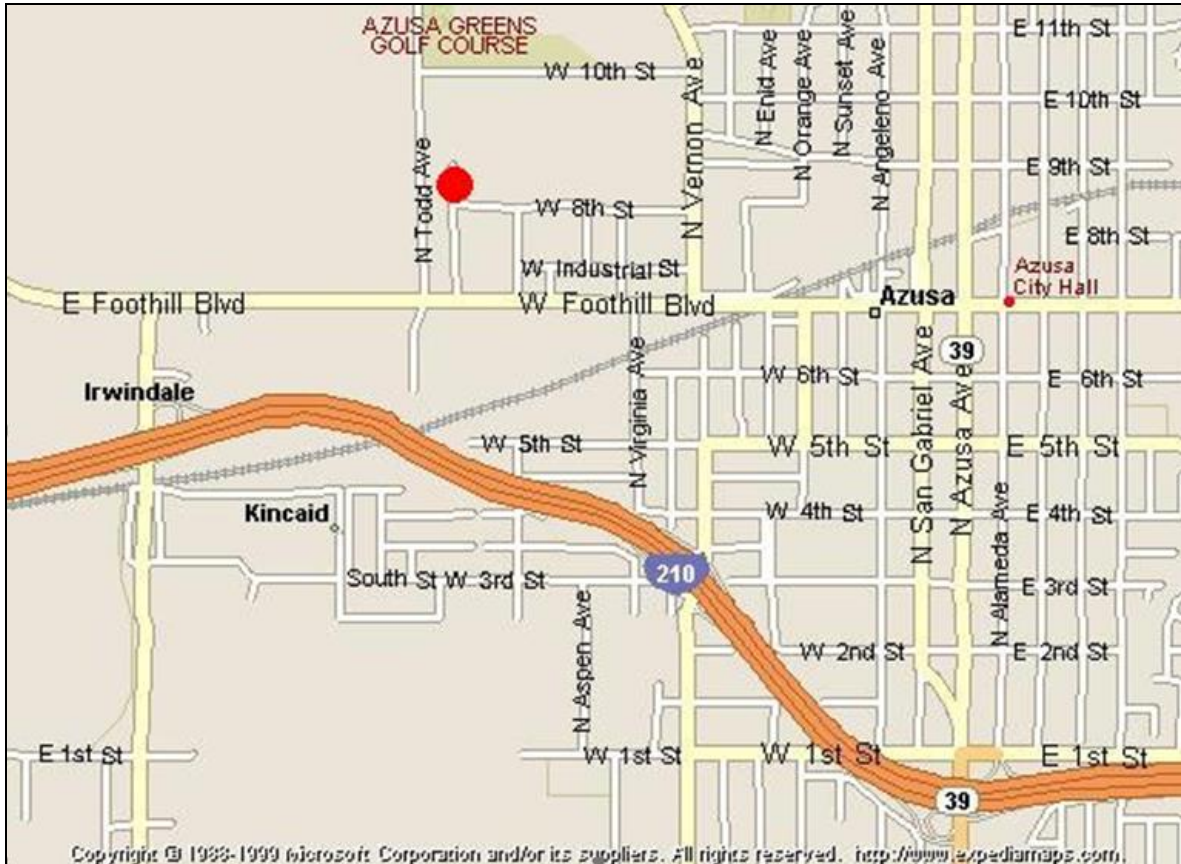 AZUSA GREENS
GOLF COURSE
E 11th St
W 10th St
E 10th St
N Enid Ave
N Orange Ave
N Sunset Ave
N Angeleno Ave
N Vernon Ave
N Todd Ave
E 9th St
W 8th St
E 8th St
W Industrial St
Azusa
City Hall
E Foothill Blvd
W Foothill Blvd
Azusa
39
Irwindale
N Virginia Ave
W 6th St
E 6th St
N San Gabriel Ave
N Azusa Ave
W 5th St
W 5th St
E 5th St
Kincaid
W 4th St
E 4th St
N Alameda Ave
South St
W 3rd St
210
E 3rd St
N Aspen Ave
W 2nd St
E 2nd St
E 1st St
W 1st St
W 1st St
E 1st St
39
Copyright © 1988-1999 Microsoft Corporation and/or its suppliers. All rights reserved. http://www.expediamaps.com